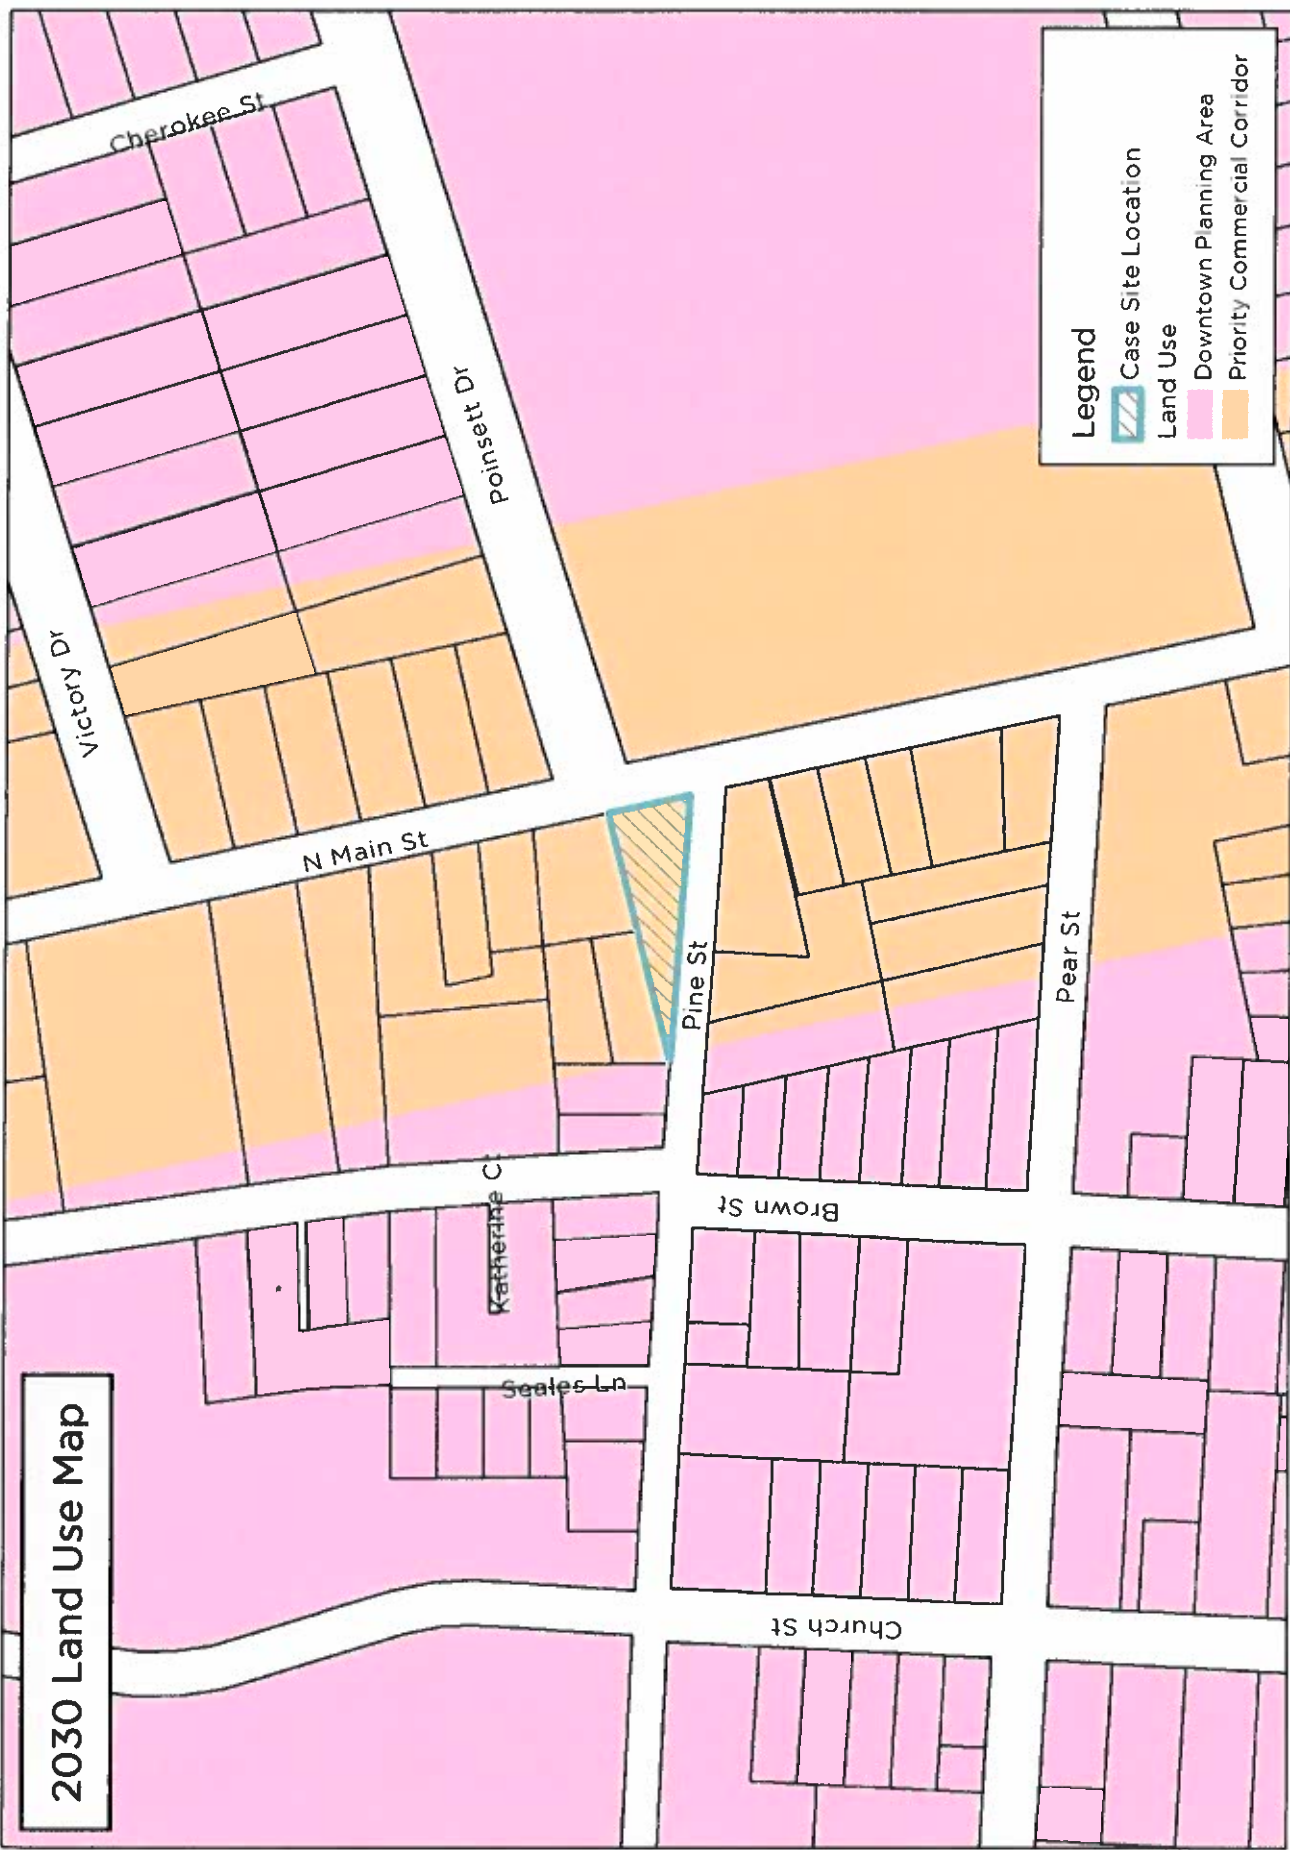 2030 Land Use Map
Cherokee St
Victory Dr
Poinsett Dr
N Main St
Pine St
Pear St
Brown St
Katherine Ct
Seales Ln
Church St
Legend
Case Site Location
Land Use
Downtown Planning Area
Priority Commercial Corridor